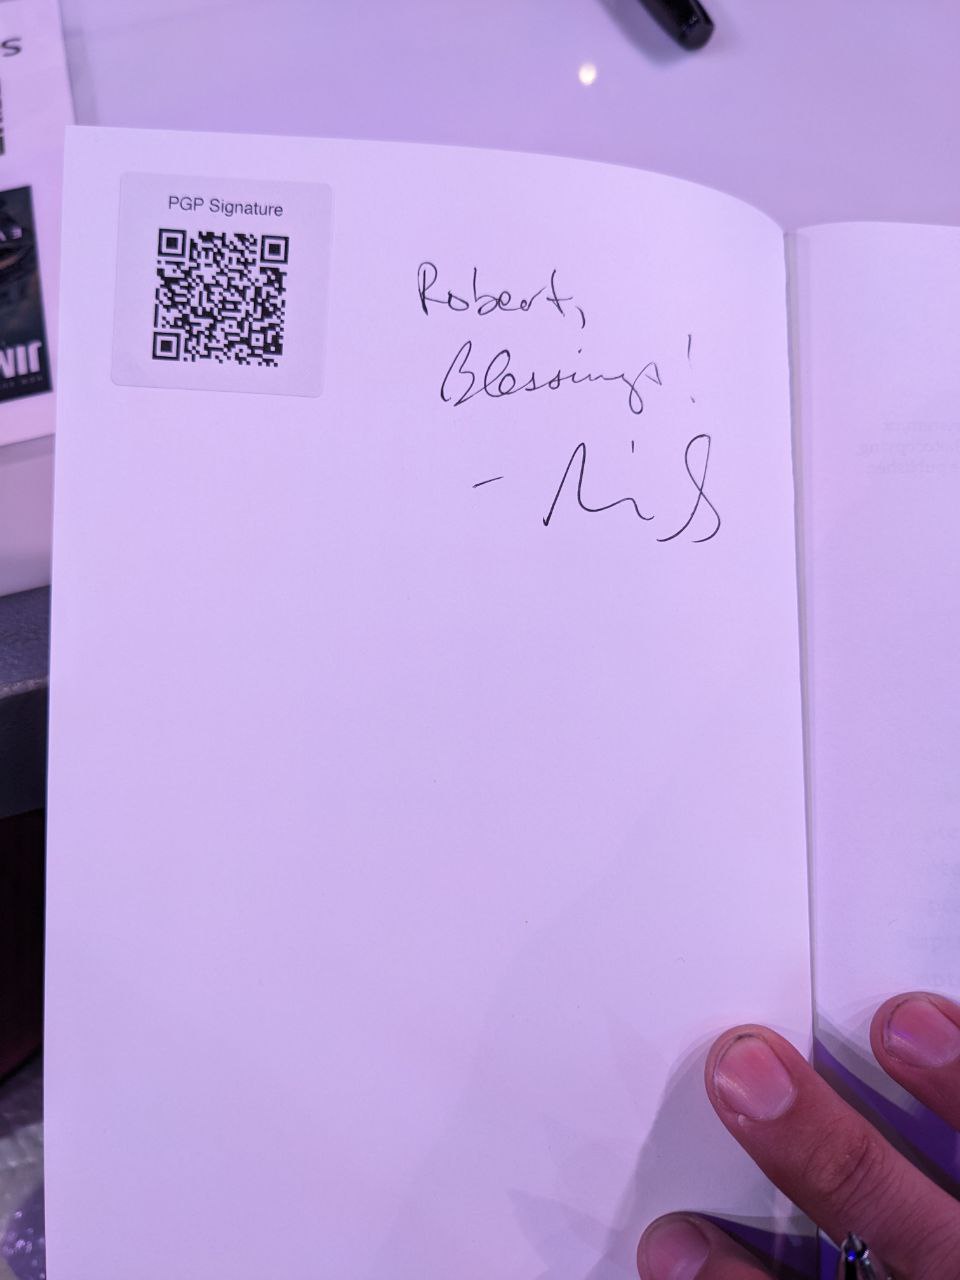 PGP Signature
Robert,
Blessings!